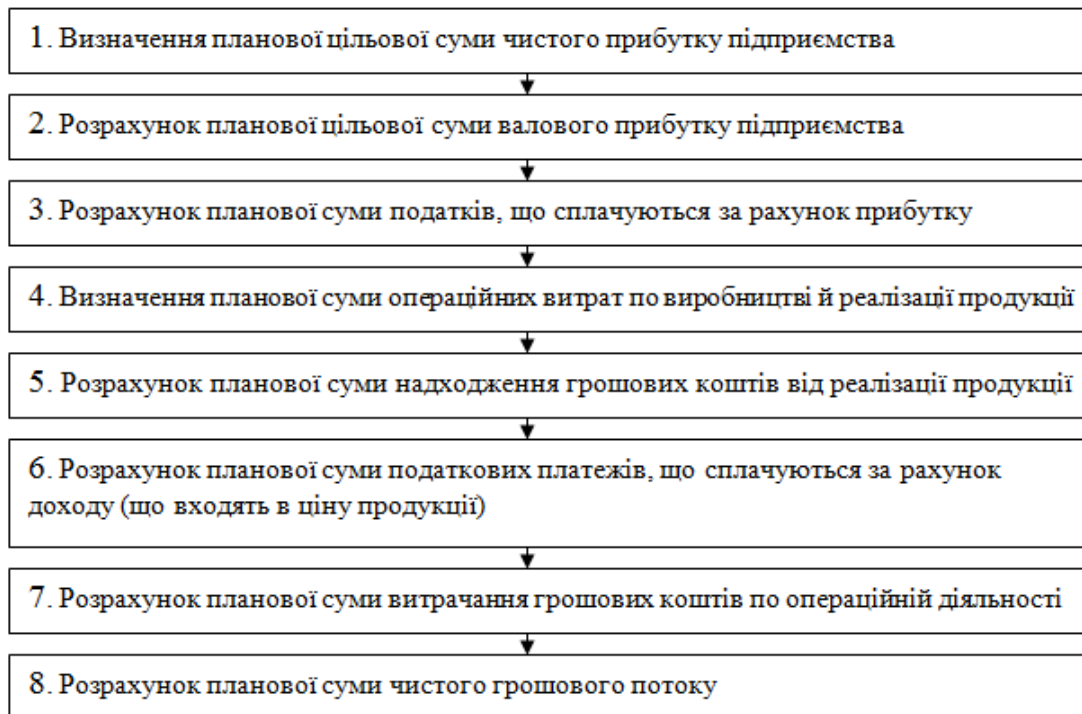 1. Визначення планової цільової суми чистого прибутку підприємства
2. Розрахунок планової цільової суми валового прибутку підприємства
3. Розрахунок планової суми податків, що сплачуються за рахунок прибутку
4. Визначення планової суми операційних витрат по виробництві й реалізації продукції
5. Розрахунок планової суми надходження грошових коштів від реалізації продукції
6. Розрахунок планової суми податкових платежів, що сплачуються за рахунок
доходу (що входять в ціну продукції)
7. Розрахунок планової суми витрачання грошових коштів по операційній діяльності
8. Розрахунок планової суми чистого грошового потоку